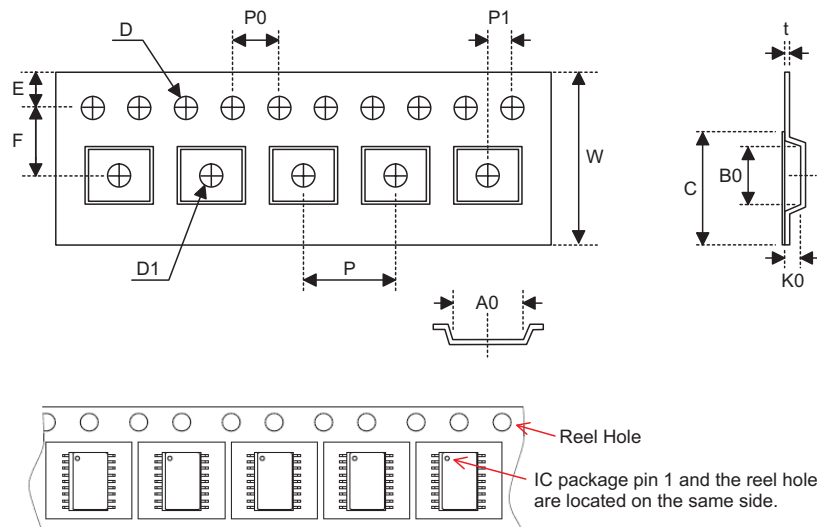 D
P0
P1
t
E
F
W
C
B0
D1
P
K0
A0
Reel Hole
IC package pin 1 and the reel hole
are located on the same side.